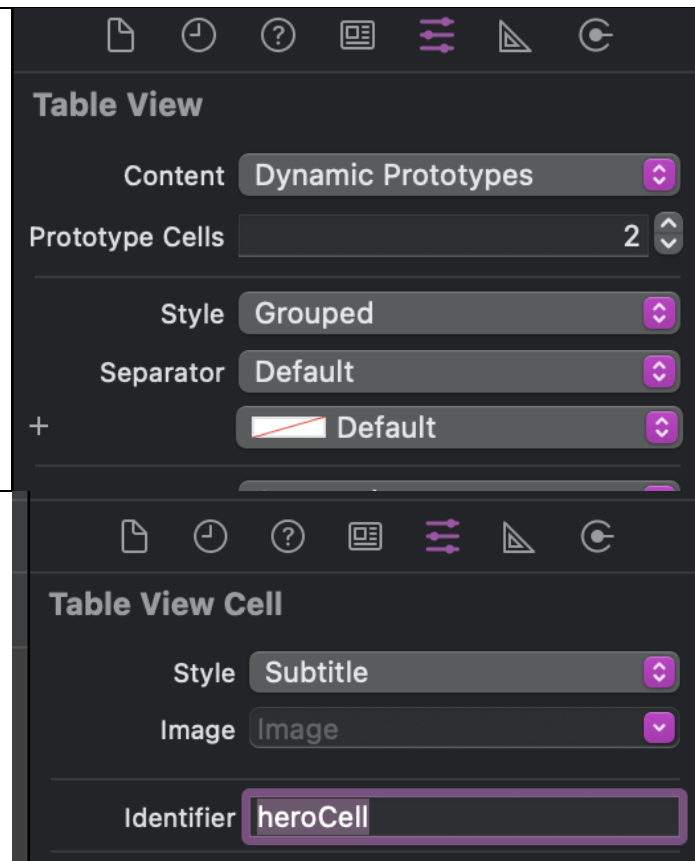 Table View
Content Dynamic Prototypes
Prototype Cells 2
Style Grouped
Separator Default
+ Default
Table View Cell
Style Subtitle
Image Image
Identifier heroCell